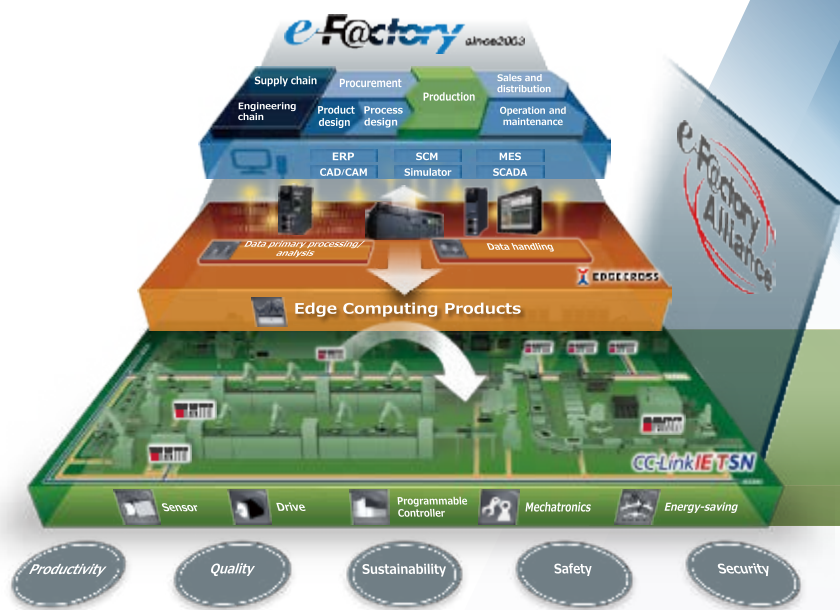 e-F@ctory since2003
Supply chain
Procurement
Production
Sales and
distribution
Engineering
chain
Product
design
Process
design
Operation and
maintenance
ERP
SCM
MES
CAD/CAM
Simulator
SCADA
e-F@ctory
Alliance
Data primary processing/
analysis
Data handling
EDGECROSS
Edge Computing Products
CC-Link IE TSN
Sensor
Drive
Programmable
Controller
Mechatronics
Energy-saving
Productivity
Quality
Sustainability
Safety
Security